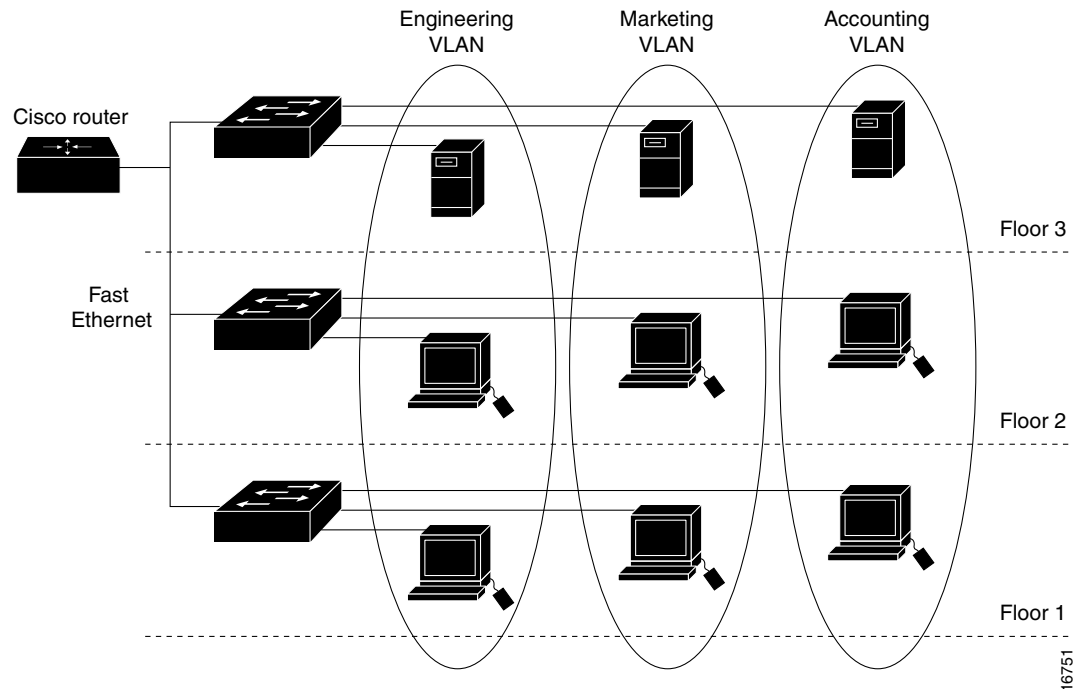 Engineering
VLAN
Marketing
VLAN
Accounting
VLAN
Cisco router
Floor 3
Fast
Ethernet
Floor 2
Floor 1
16751